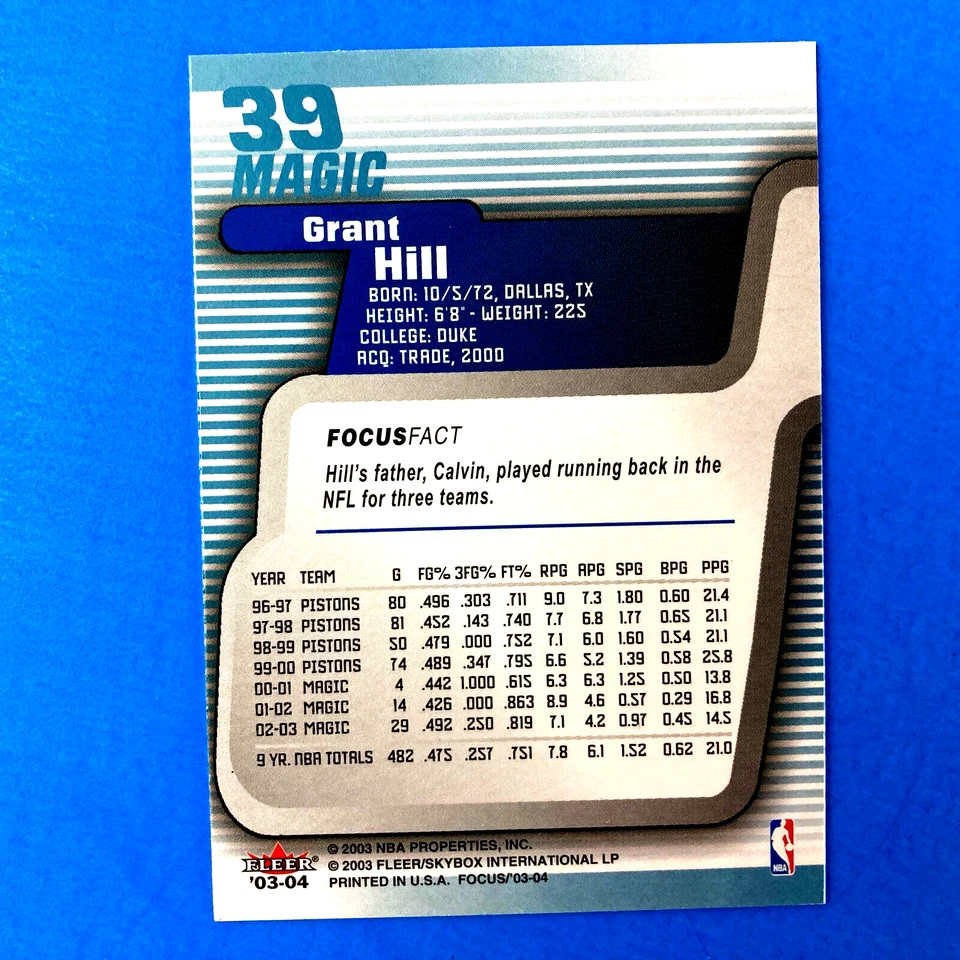 39
MAGIC
Grant
Hill
BORN: 10/5/72, DALLAS, TX
HEIGHT: 6'8" - WEIGHT: 225
COLLEGE: DUKE
ACQ: TRADE, 2000
FOCUSFACT
Hill's father, Calvin, played running back in the
NFL for three teams.
YEAR TEAM G FG% 3FG% FT% RPG APG SPG BPG PPG
96-97 PISTONS 80 .496 .303 .711 9.0 7.3 1.80 0.60 21.4
97-98 PISTONS 81 .452 .143 .740 7.7 6.8 1.77 0.65 21.1
98-99 PISTONS 50 .479 .000 .752 7.1 6.0 1.60 0.54 21.1
99-00 PISTONS 74 .489 .347 .795 6.6 5.2 1.39 0.58 25.8
00-01 MAGIC 4 .442 1.000 .615 6.3 6.3 1.25 0.50 13.8
01-02 MAGIC 14 .426 .000 .863 8.9 4.6 0.57 0.29 16.8
02-03 MAGIC 29 .492 .250 .819 7.1 4.2 0.97 0.45 14.5
9 YR. NBA TOTALS 482 .475 .257 .751 7.8 6.1 1.52 0.62 21.0
FLEER®
'03-04
© 2003 NBA PROPERTIES, INC.
© 2003 FLEER/SKYBOX INTERNATIONAL LP
PRINTED IN U.S.A. FOCUS/'03-04
NBA